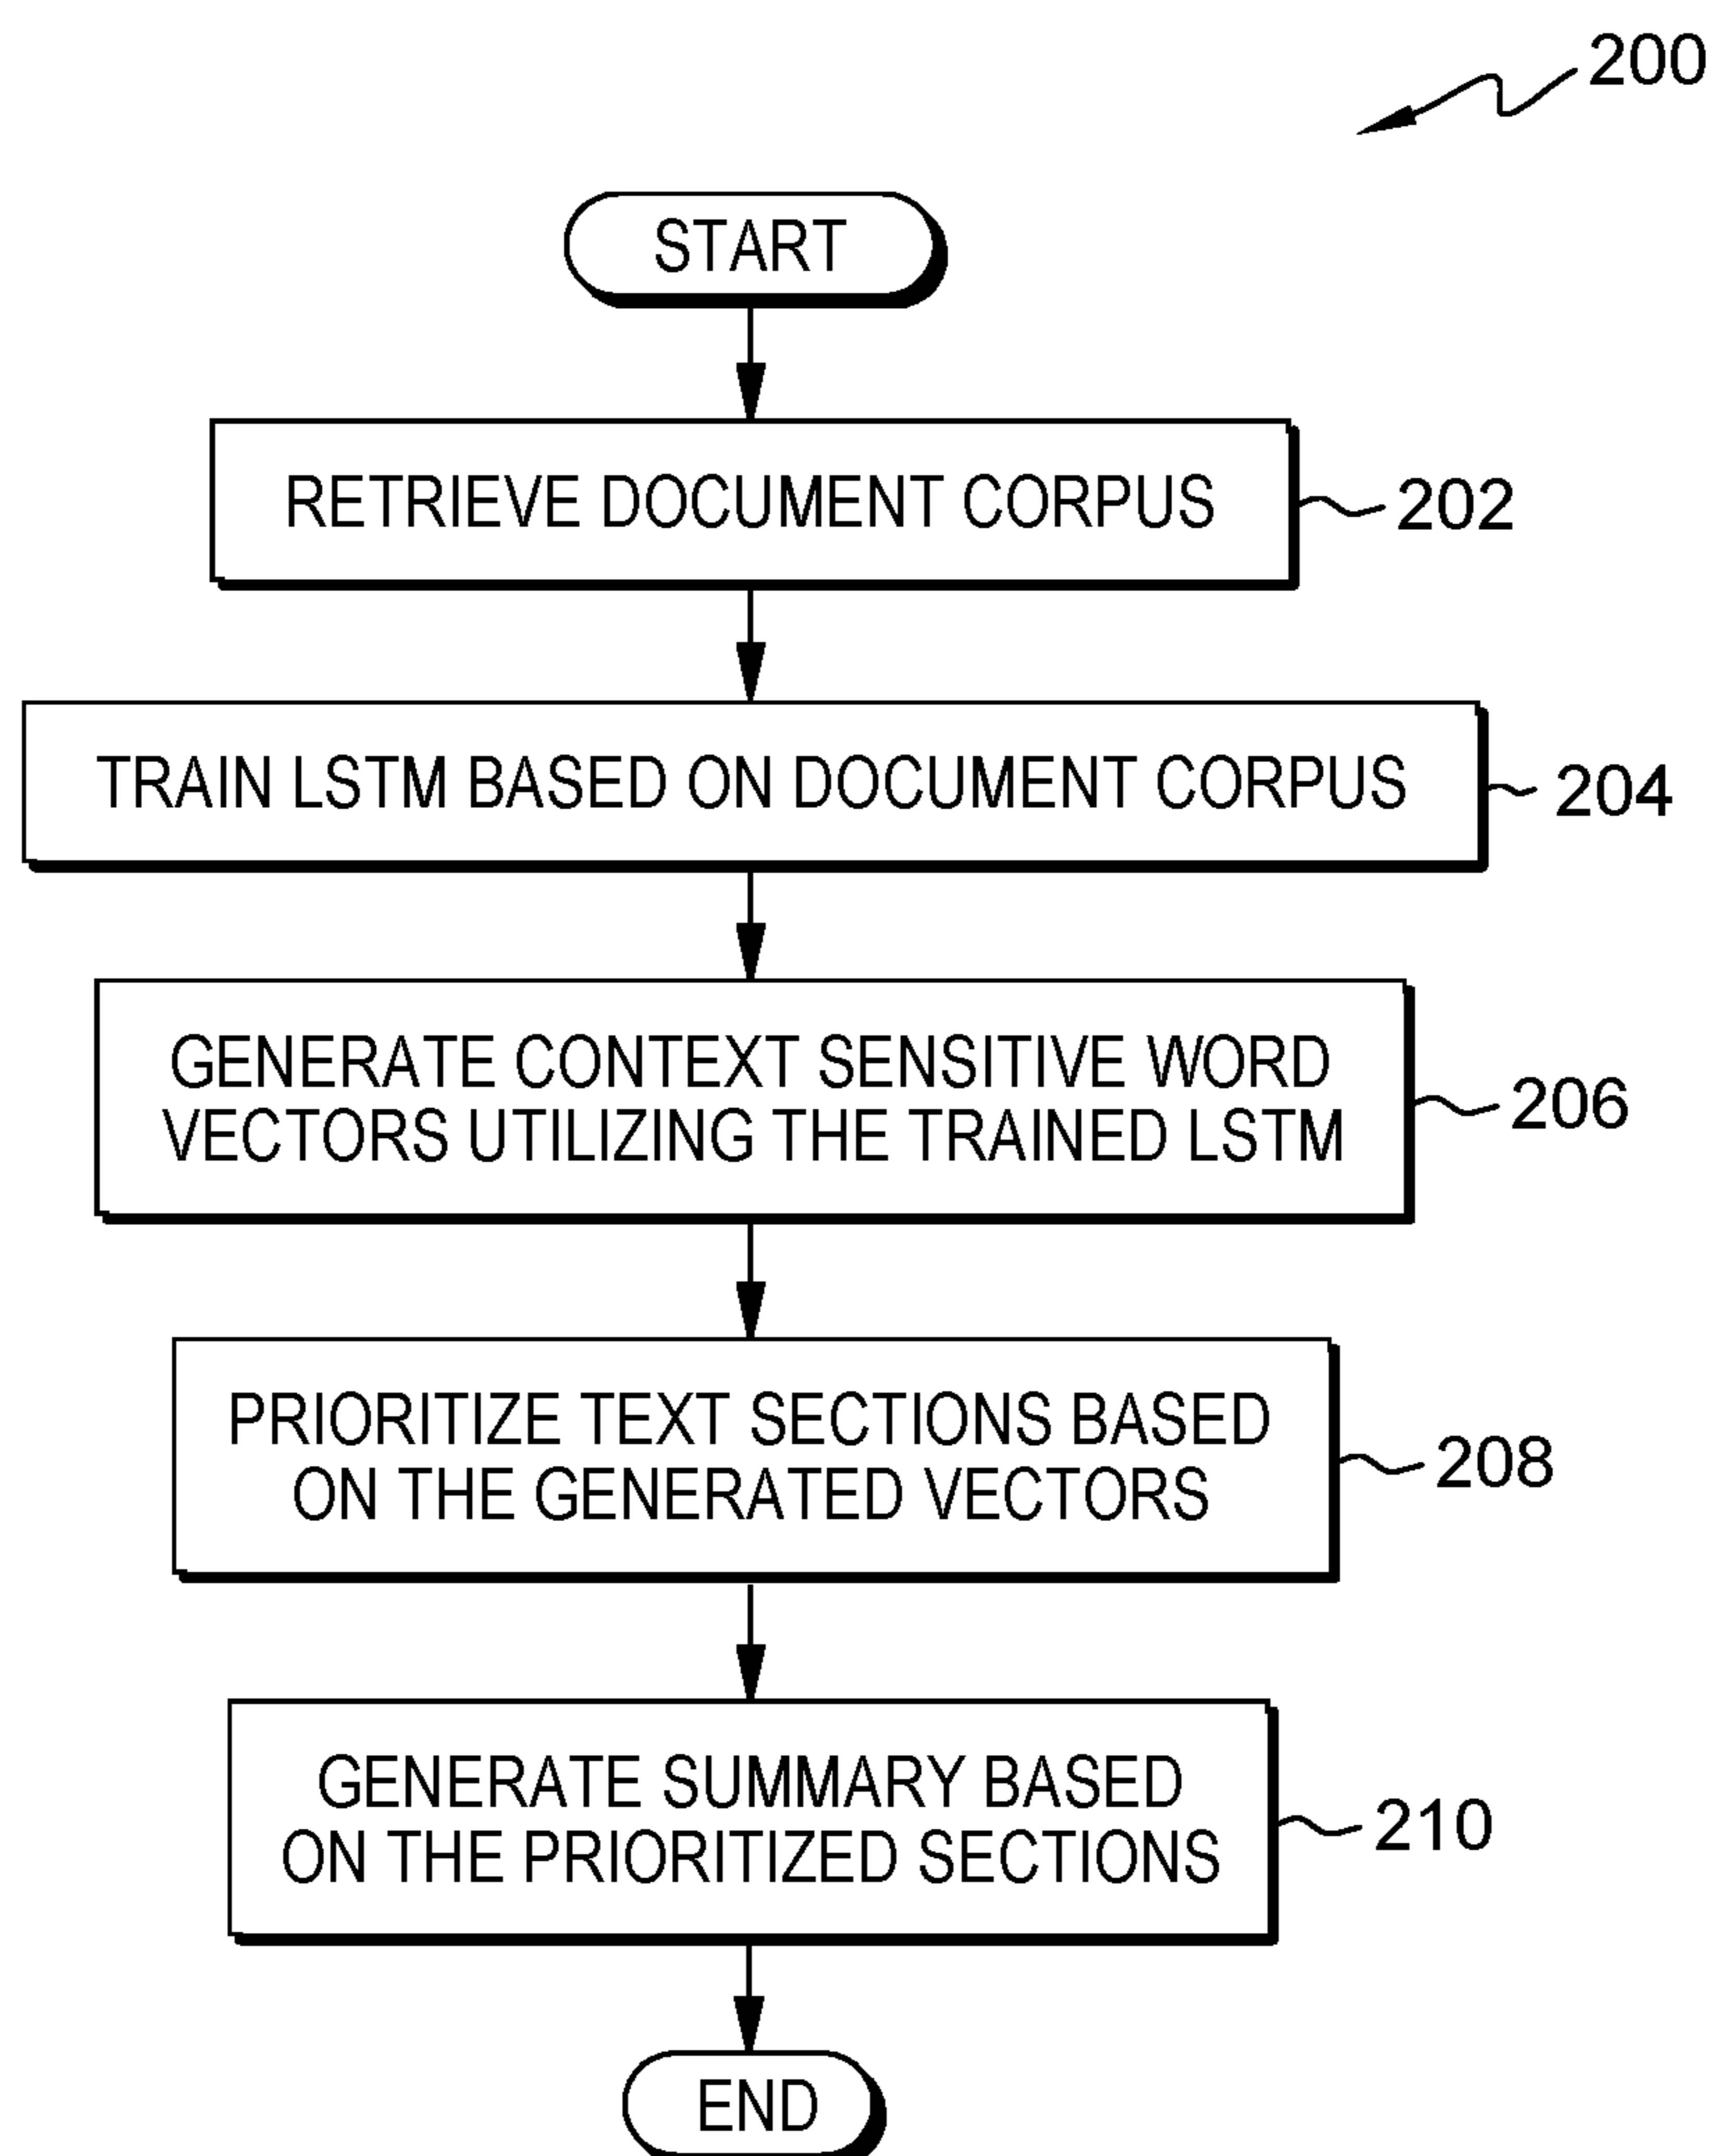 200
START
RETRIEVE DOCUMENT CORPUS
202
TRAIN LSTM BASED ON DOCUMENT CORPUS
204
GENERATE CONTEXT SENSITIVE WORD
VECTORS UTILIZING THE TRAINED LSTM
206
PRIORITIZE TEXT SECTIONS BASED
ON THE GENERATED VECTORS
208
GENERATE SUMMARY BASED
ON THE PRIORITIZED SECTIONS
210
END